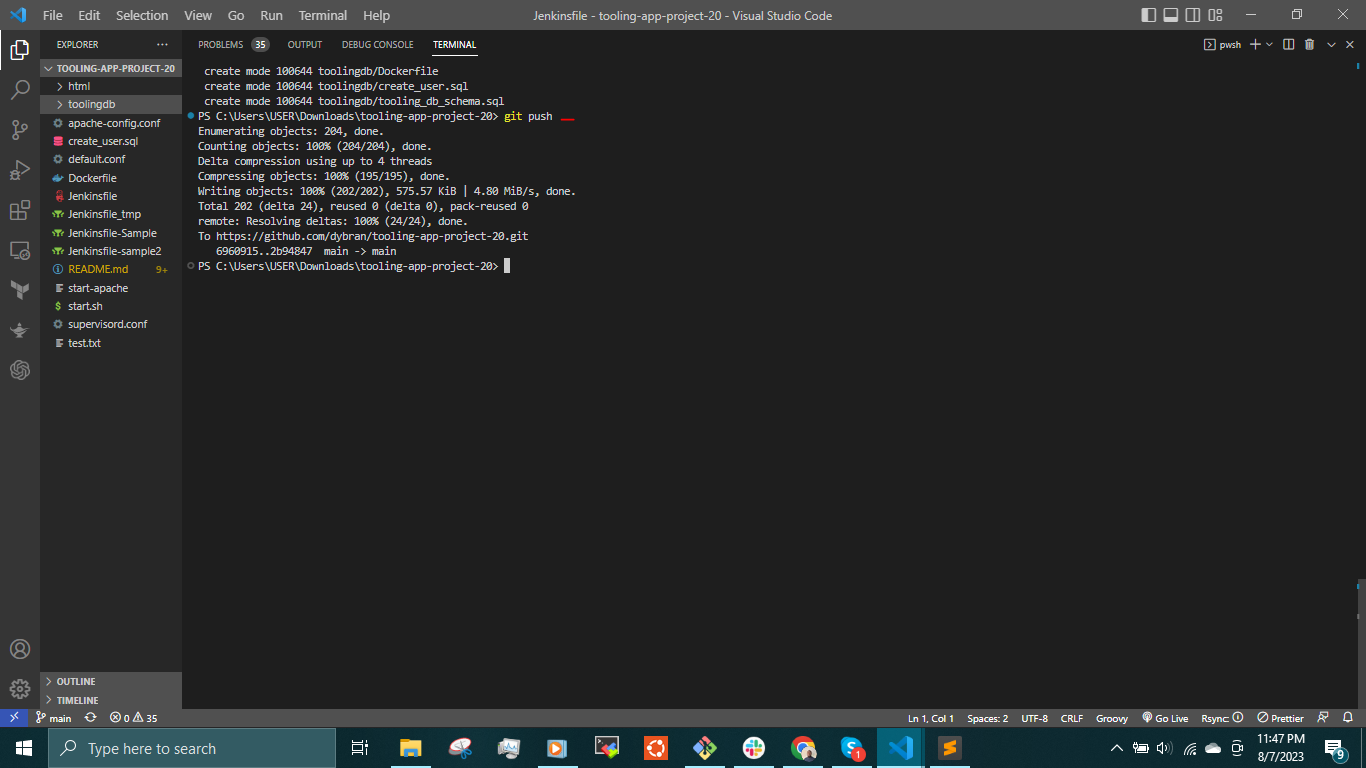 File Edit Selection View Go Run Terminal Help Jenkinsfile - tooling-app-project-20 - Visual Studio Code
EXPLORER ···
TOOLING-APP-PROJECT-20
html
toolingdb
apache-config.conf
create_user.sql
default.conf
Dockerfile
Jenkinsfile
Jenkinsfile_tmp
Jenkinsfile-Sample
Jenkinsfile-sample2
README.md 9+
start-apache
$ start.sh
supervisord.conf
test.txt
OUTLINE
TIMELINE
PROBLEMS 35 OUTPUT DEBUG CONSOLE TERMINAL pwsh
create mode 100644 toolingdb/Dockerfile
create mode 100644 toolingdb/create_user.sql
create mode 100644 toolingdb/tooling_db_schema.sql
PS C:\Users\USER\Downloads\tooling-app-project-20> git push
Enumerating objects: 204, done.
Counting objects: 100% (204/204), done.
Delta compression using up to 4 threads
Compressing objects: 100% (195/195), done.
Writing objects: 100% (202/202), 575.57 KiB | 4.80 MiB/s, done.
Total 202 (delta 24), reused 0 (delta 0), pack-reused 0
remote: Resolving deltas: 100% (24/24), done.
To https://github.com/dybran/tooling-app-project-20.git
6960915..2b94847 main -> main
PS C:\Users\USER\Downloads\tooling-app-project-20>
main 0 35 Ln 1, Col 1 Spaces: 2 UTF-8 CRLF Groovy Go Live Rsync: Prettier
Type here to search
1
11:47 PM
8/7/2023
9